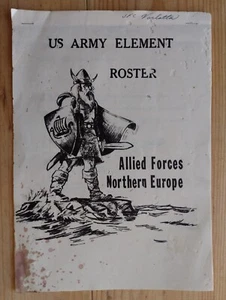 US ARMY ELEMENT
ROSTER
Allied Forces
Northern Europe